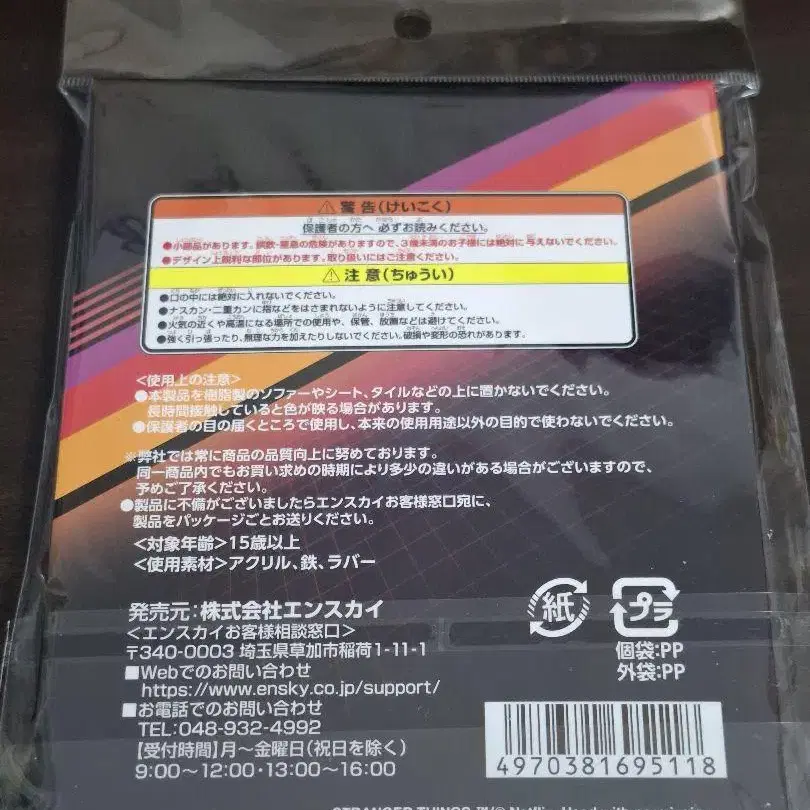 ⚠警告(けいこく)
保護者の方へ 必ずお読みください。
●小部品があります。誤飲・窒息の危険がありますので、3歳未満のお子様には絶対に与えないでください。
●デザイン上鋭利な部位があります。取り扱いにはご注意ください。
⚠注意(ちゅうい)
●口の中には絶対に入れないでください。
●ナスカン・二重カンに指などをはさまれないように注意してください。
●火気の近くや高温になる場所での使用や、保管、放置などは避けてください。
●強く引っ張ったり、無理な力を加えたりしないでください。破損や変形の恐れがあります。
<使用上の注意>
●本製品を樹脂製のソファーやシート、タイルなどの上に置かないでください。
長時間接触していると色が映る場合があります。
●保護者の目の届くところで使用し、本来の使用用途以外の目的で使わないでください。
※弊社では常に商品の品質向上に努めております。
同一商品内でもお買い求めの時期により多少の違いがある場合がございますので、
予めご了承ください。
●製品に不備がございましたらエンスカイお客様窓口宛に、
製品をパッケージごとお送りください。
<対象年齢>15歳以上
<使用素材>アクリル、鉄、ラバー
発売元:株式会社エンスカイ
<エンスカイお客様相談窓口>
〒340-0003 埼玉県草加市稲荷1-11-1
■Webでのお問い合わせ
https://www.ensky.co.jp/support/
■お電話でのお問い合わせ
TEL:048-932-4992
【受付時間】月〜金曜日(祝日を除く)
9:00〜12:00・13:00〜16:00
紙
プラ
個袋:PP
外袋:PP
4970381695118
STRANGER THINGS